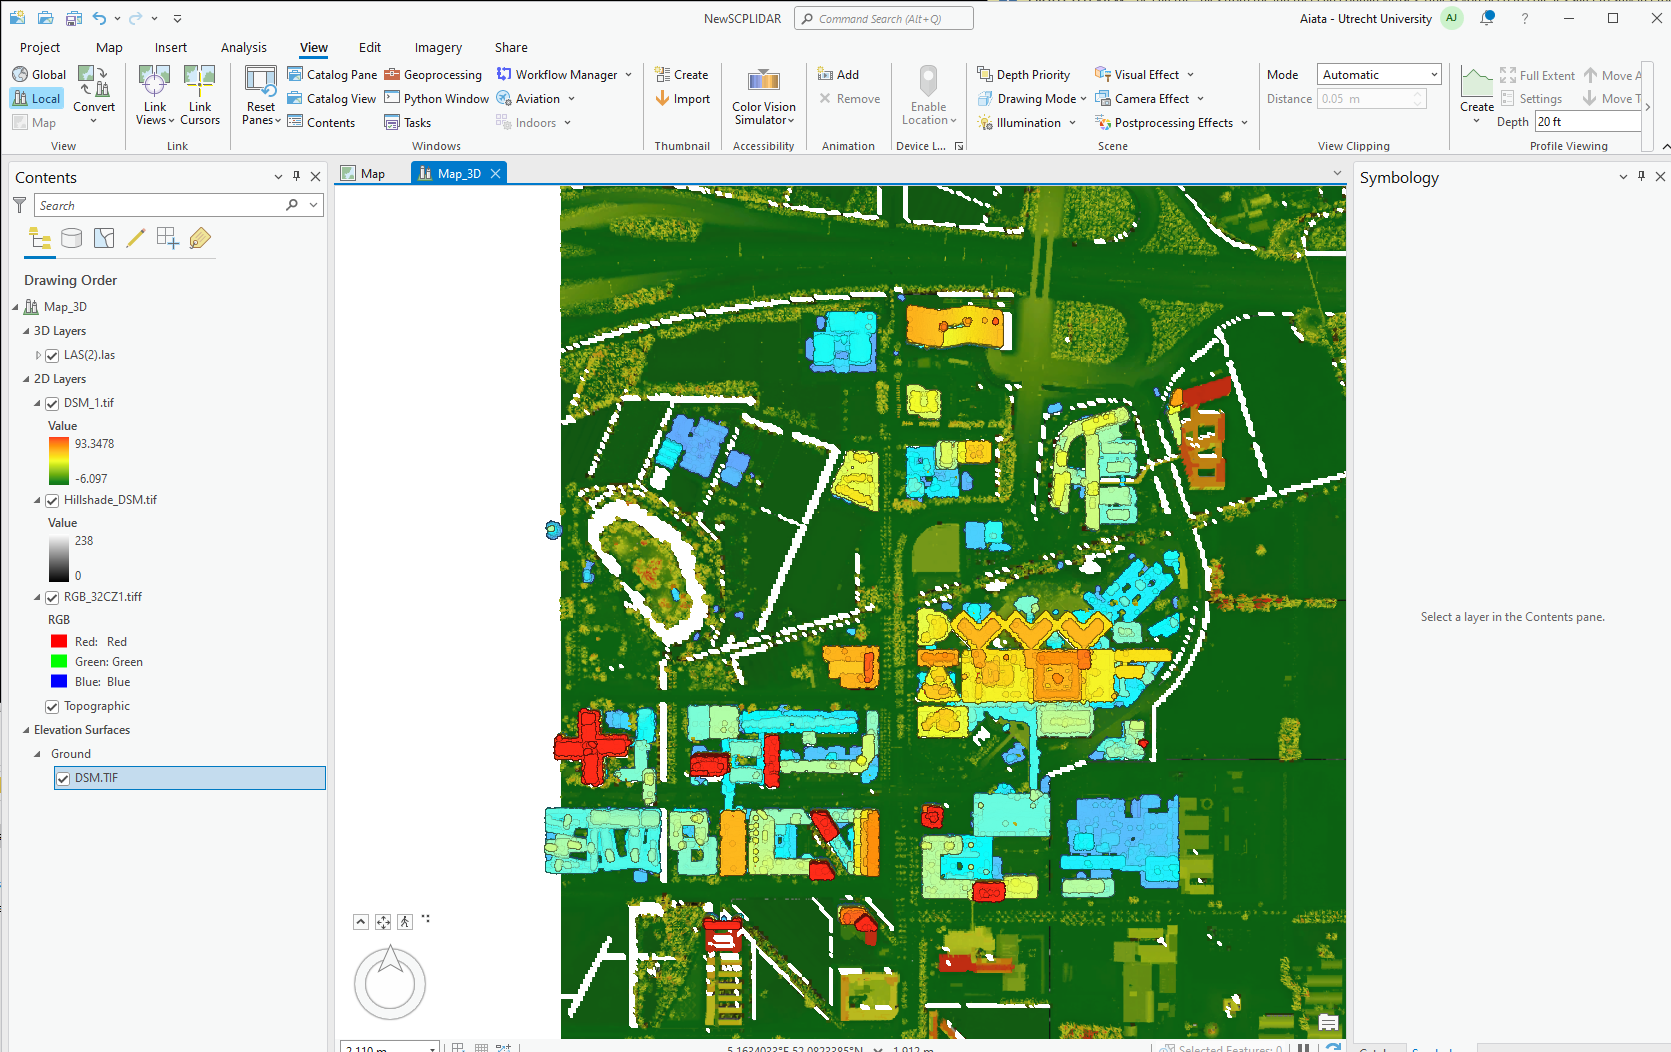 NewSCPLIDAR
Command Search (Alt+Q)
Aiata - Utrecht University
AJ
?
Project
Map
Insert
Analysis
View
Edit
Imagery
Share
Global
Local
Map
Convert
View
Link Views
Link Cursors
Link
Reset Panes
Catalog Pane
Catalog View
Contents
Geoprocessing
Python Window
Tasks
Workflow Manager
Aviation
Indoors
Windows
Create
Import
Thumbnail
Color Vision Simulator
Accessibility
Add
Remove
Animation
Enable Location
Device L...
Depth Priority
Drawing Mode
Illumination
Visual Effect
Camera Effect
Postprocessing Effects
Scene
Mode
Automatic
Distance
0.05 m
View Clipping
Create
Full Extent
Settings
Move A
Move T
Depth
20 ft
Profile Viewing
Contents
Search
Drawing Order
Map_3D
3D Layers
LAS(2).las
2D Layers
DSM_1.tif
Value
93.3478
-6.097
Hillshade_DSM.tif
Value
238
0
RGB_32CZ1.tiff
RGB
Red: Red
Green: Green
Blue: Blue
Topographic
Elevation Surfaces
Ground
DSM.TIF
Map
Map_3D
Symbology
Select a layer in the Contents pane.
2,110 m
5.1634033°E 52.0823385°N
1,912 m
Selected Features: 0